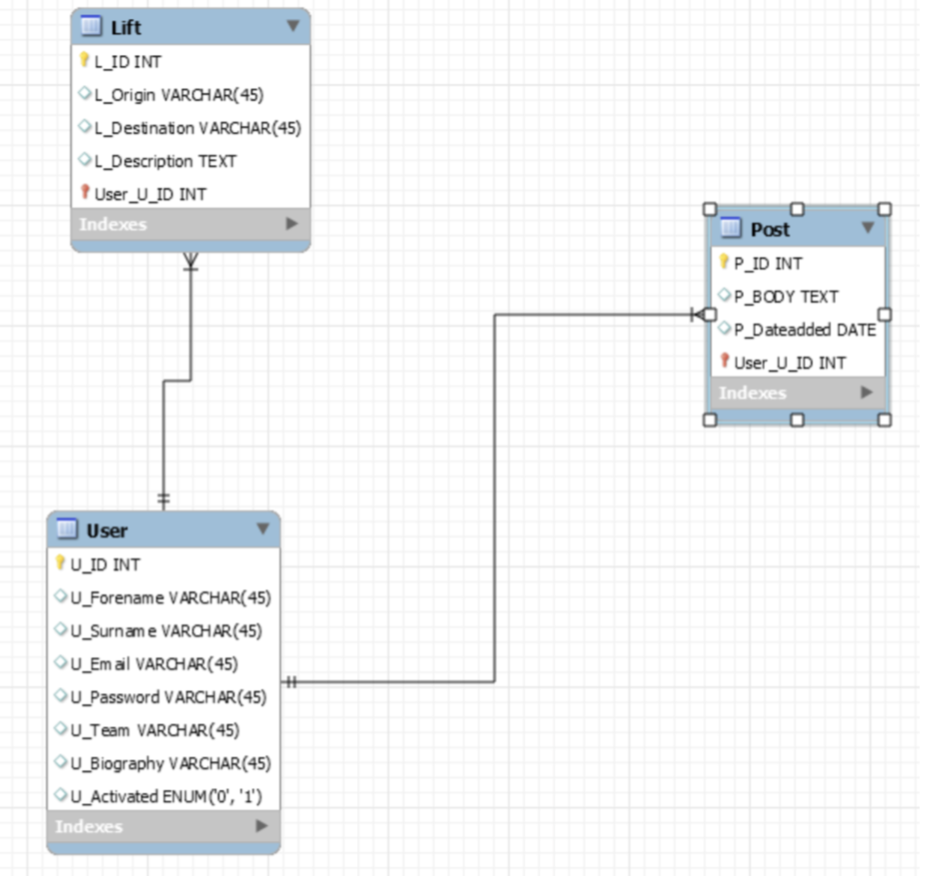 Lift
L_ID INT
L_Origin VARCHAR(45)
L_Destination VARCHAR(45)
L_Description TEXT
User_U_ID INT
Indexes
Post
P_ID INT
P_BODY TEXT
P_Dateadded DATE
User_U_ID INT
Indexes
User
U_ID INT
U_Forename VARCHAR(45)
U_Surname VARCHAR(45)
U_Email VARCHAR(45)
U_Password VARCHAR(45)
U_Team VARCHAR(45)
U_Biography VARCHAR(45)
U_Activated ENUM('0', '1')
Indexes